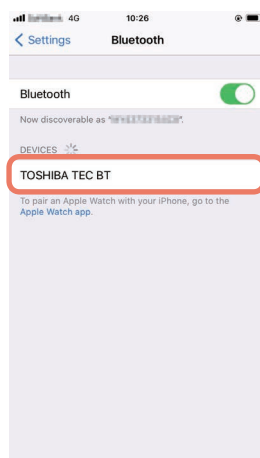 4G 10:26
Settings Bluetooth
Bluetooth
Now discoverable as "
DEVICES
TOSHIBA TEC BT
To pair an Apple Watch with your iPhone, go to the
Apple Watch app.